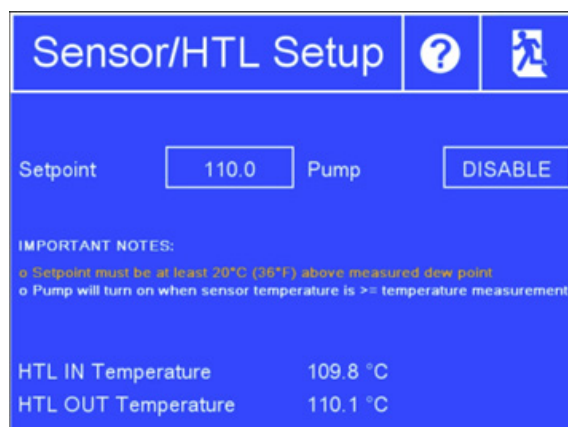 Sensor/HTL Setup ?
Setpoint 110.0 Pump DISABLE
IMPORTANT NOTES:
o Setpoint must be at least 20°C (36°F) above measured dew point
o Pump will turn on when sensor temperature is >= temperature measurement
HTL IN Temperature 109.8 °C
HTL OUT Temperature 110.1 °C